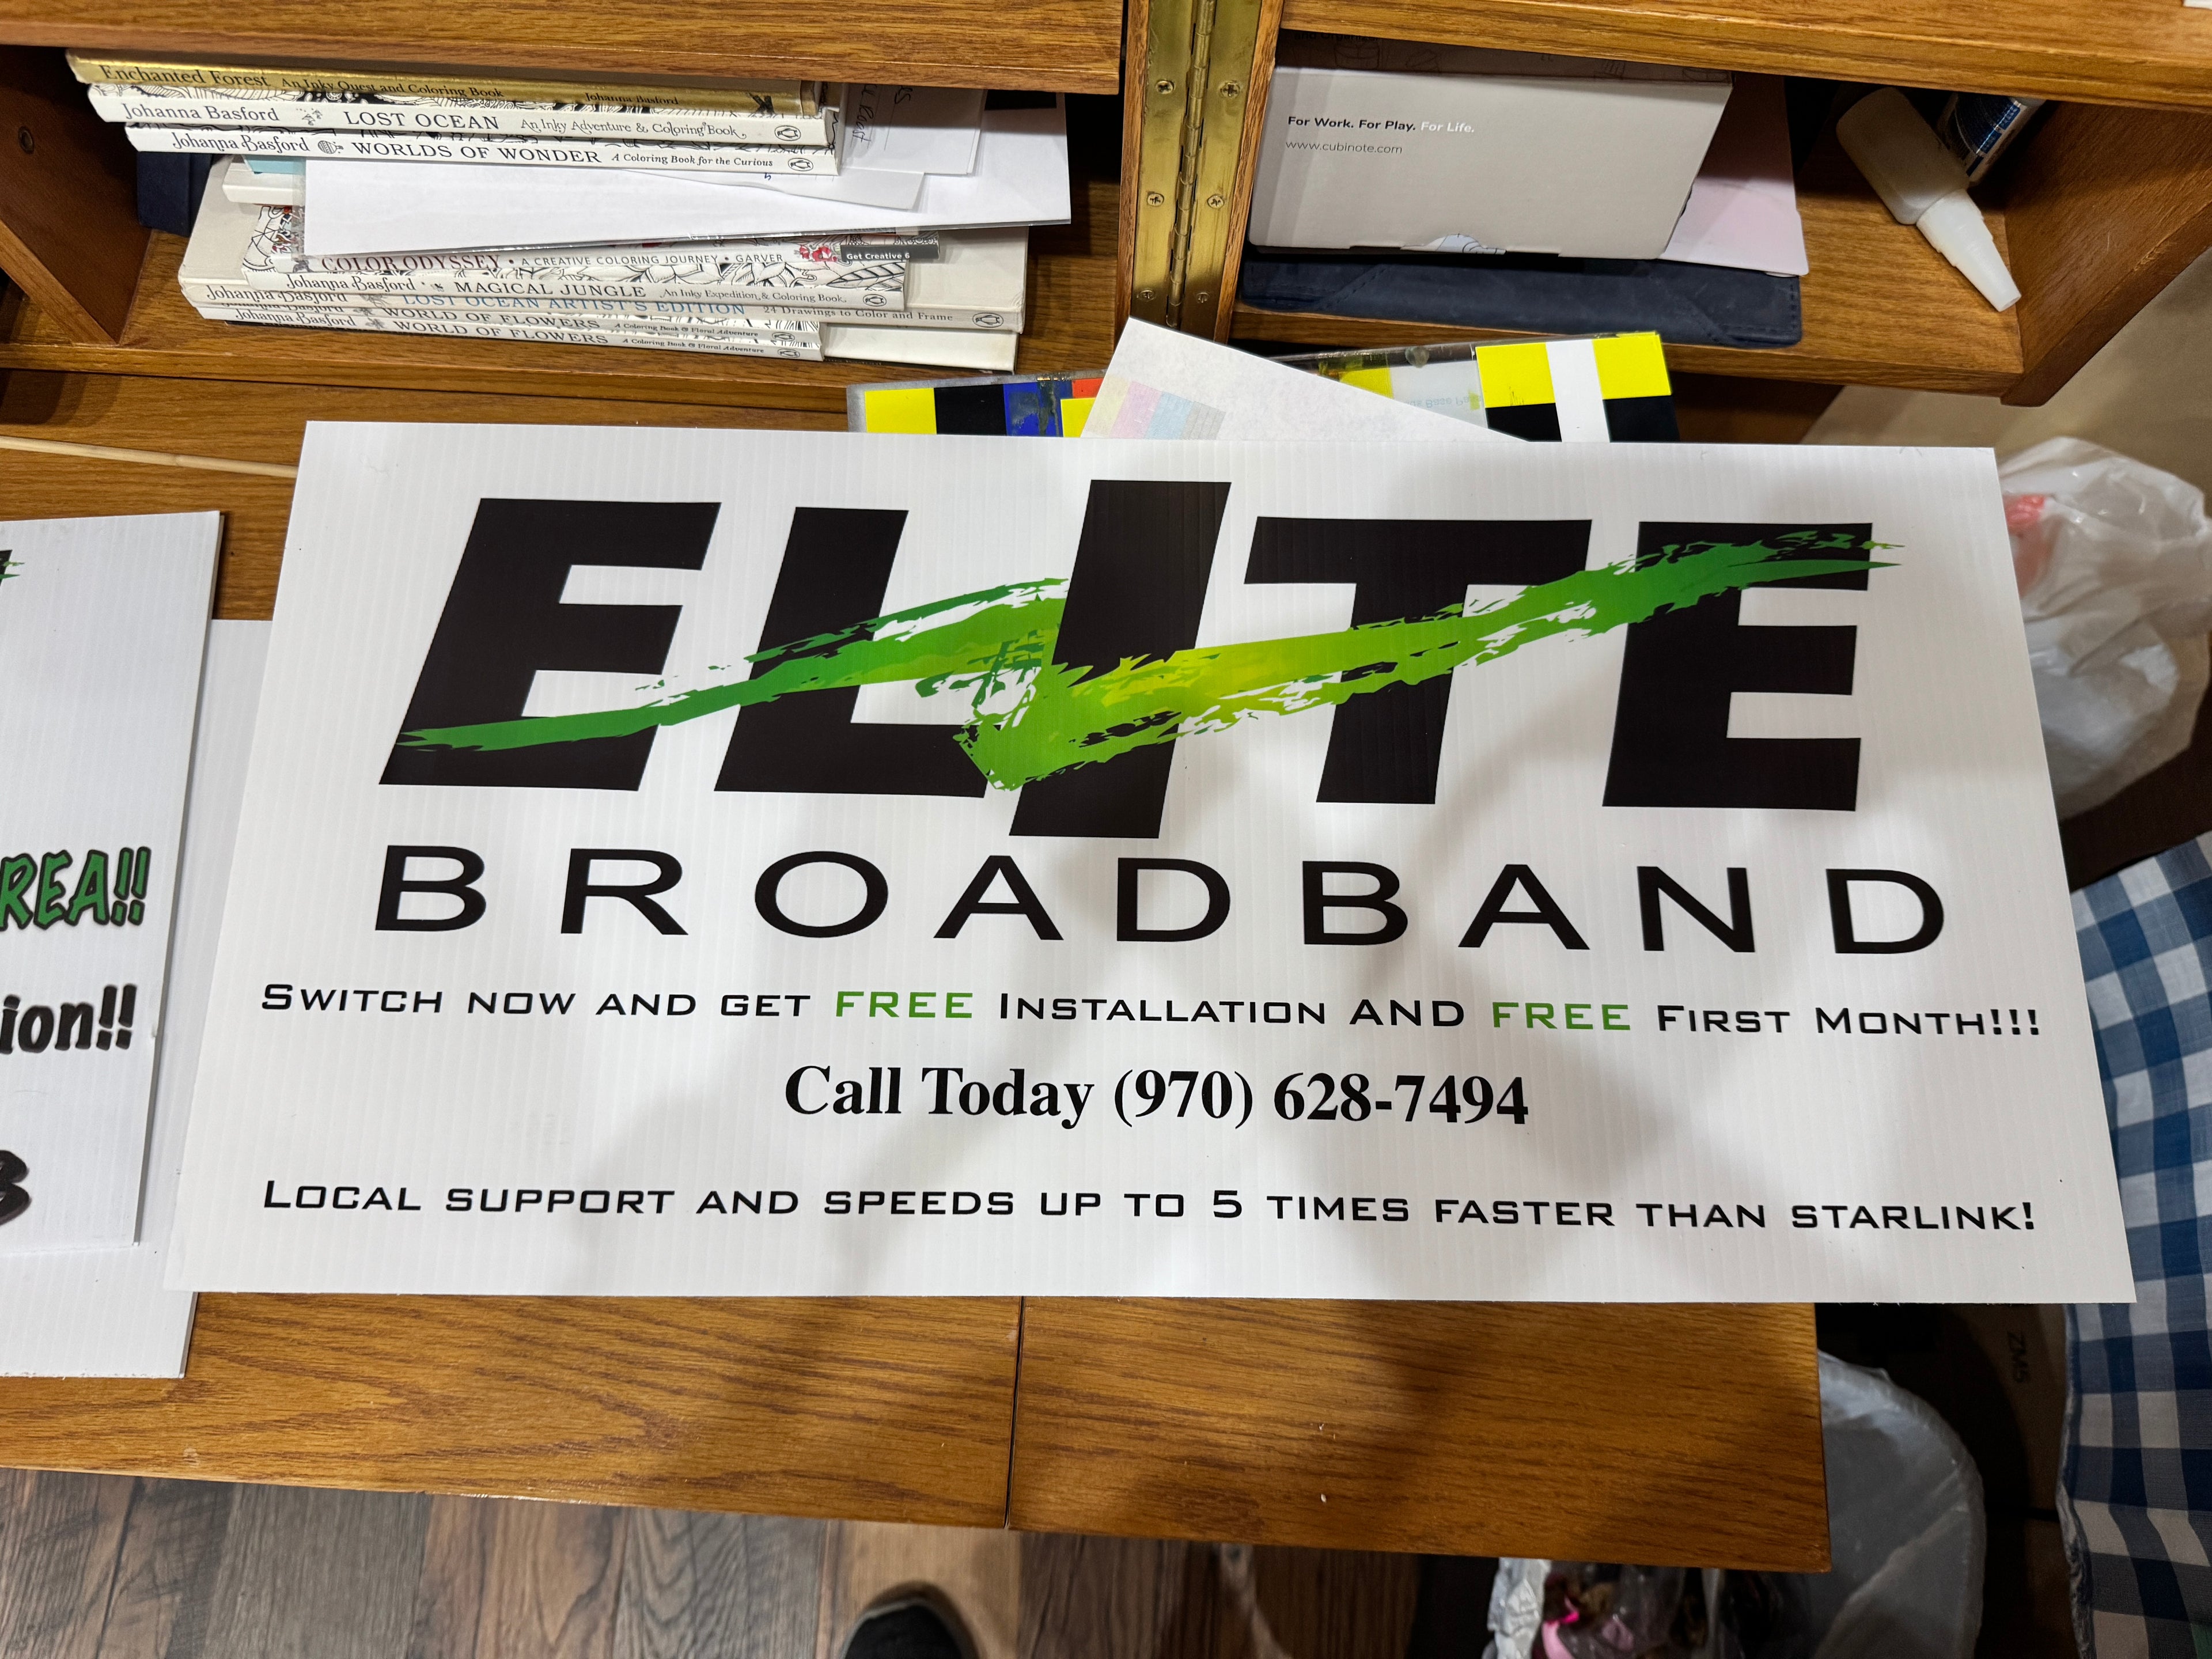 Enchanted Forest An Inky Quest and Coloring Book Johanna Basford
Johanna Basford LOST OCEAN An Inky Adventure & Coloring Book
Johanna Basford WORLDS OF WONDER A Coloring Book for the Curious
COLOR ODYSSEY • A CREATIVE COLORING JOURNEY • GARVER Get Creative 6
Johanna Basford MAGICAL JUNGLE An Inky Expedition & Coloring Book
Johanna Basford LOST OCEAN ARTIST'S EDITION 24 Drawings to Color and Frame
Johanna Basford WORLD OF FLOWERS A Coloring Book & Floral Adventure
Johanna Basford WORLD OF FLOWERS A Coloring Book & Floral Adventure
For Work. For Play. For Life.
www.cubinote.com
ELITE
BROADBAND
SWITCH NOW AND GET FREE INSTALLATION AND FREE FIRST MONTH!!!
Call Today (970) 628-7494
LOCAL SUPPORT AND SPEEDS UP TO 5 TIMES FASTER THAN STARLINK!
REA!!
ion!!
ZMS